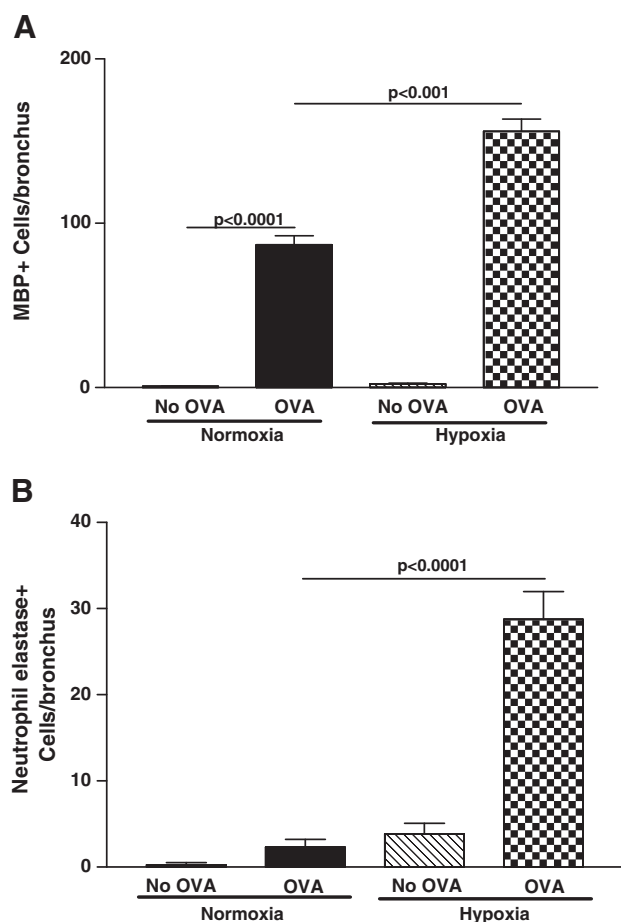 A
MBP+ Cells/bronchus
200
p<0.001
p<0.0001
100
0
No OVA OVA No OVA OVA
Normoxia Hypoxia
B
Neutrophil elastase+
Cells/bronchus
40
p<0.0001
30
20
10
0
No OVA OVA No OVA OVA
Normoxia Hypoxia